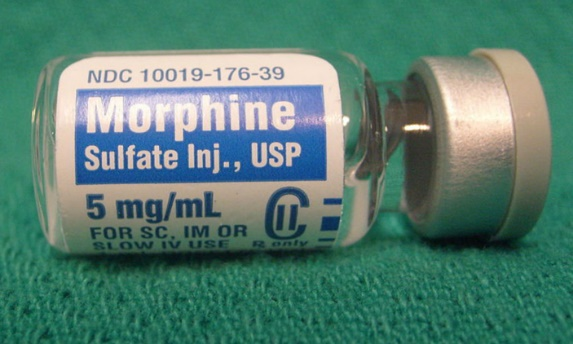 NDC 10019-176-39
Morphine
Sulfate Inj., USP
5 mg/mL
CII
FOR SC, IM OR
SLOW IV USE
Rx only